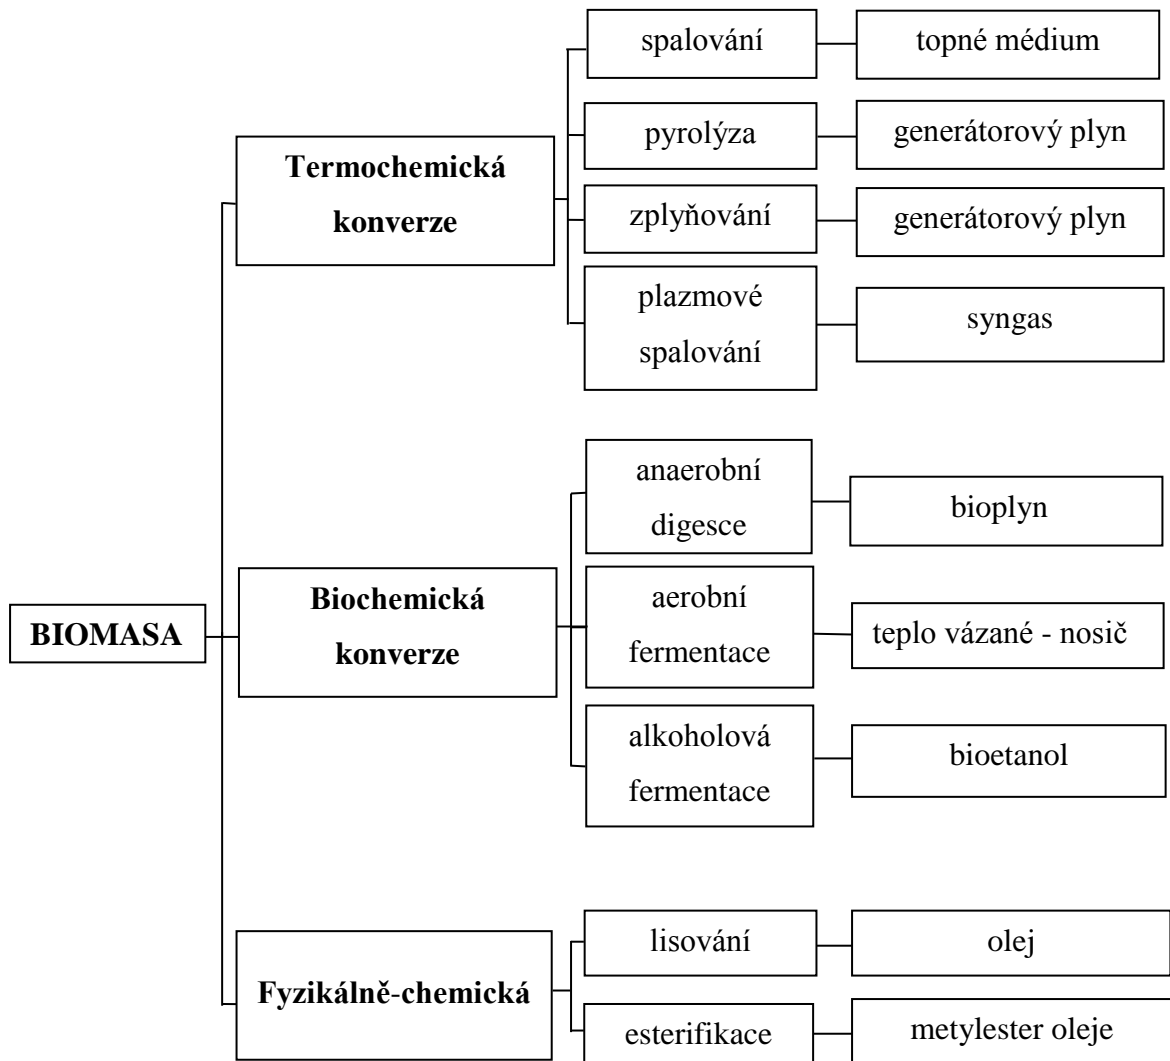 spalování
topné médium
pyrolýza
generátorový plyn
Termochemická
konverze
zplyňování
generátorový plyn
plazmové
spalování
syngas
anaerobní
digesce
bioplyn
BIOMASA
Biochemická
konverze
aerobní
fermentace
teplo vázané - nosič
alkoholová
fermentace
bioetanol
Fyzikálně-chemická
lisování
olej
esterifikace
metylester oleje